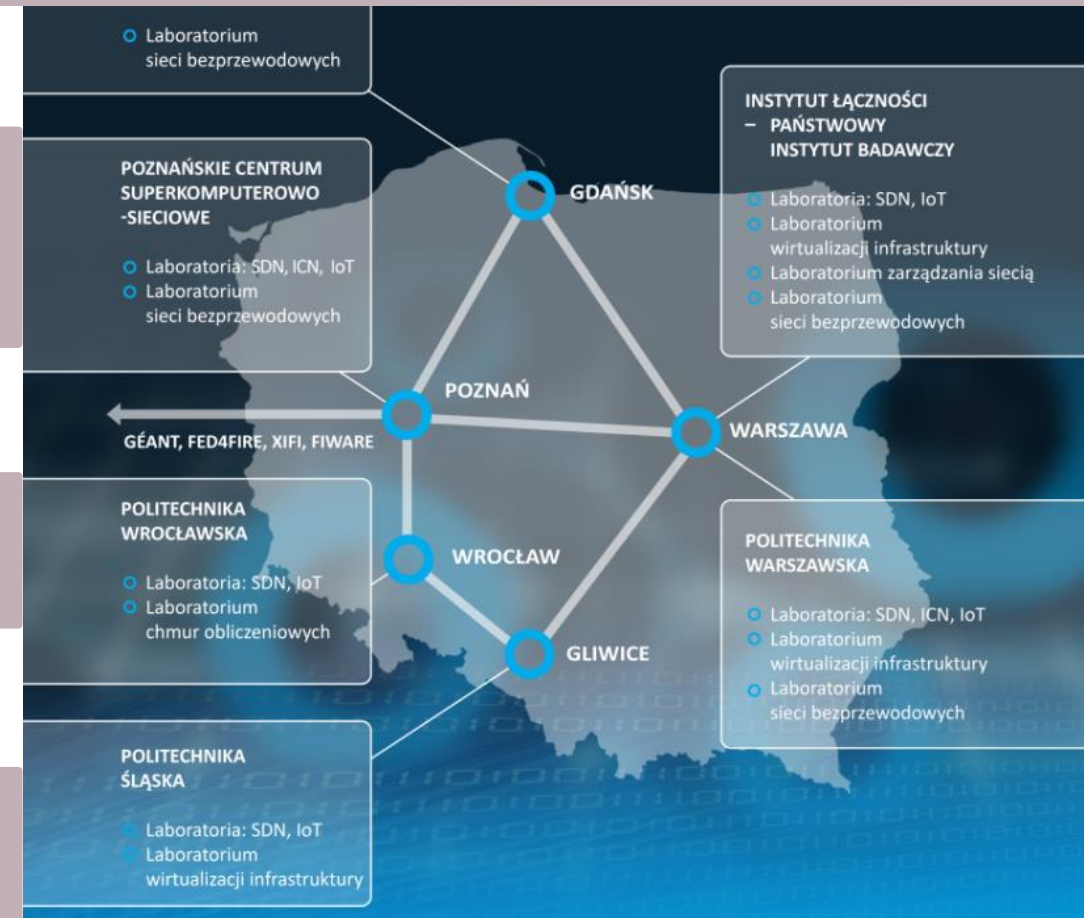 Laboratorium
sieci bezprzewodowych
POZNAŃSKIE CENTRUM
SUPERKOMPUTEROWO
-SIECIOWE
Laboratoria: SDN, ICN, IoT
Laboratorium
sieci bezprzewodowych
GÉANT, FED4FIRE, XIFI, FIWARE
POLITECHNIKA
WROCŁAWSKA
Laboratoria: SDN, IoT
Laboratorium
chmur obliczeniowych
POLITECHNIKA
ŚLĄSKA
Laboratoria: SDN, IoT
Laboratorium
wirtualizacji infrastruktury
GDAŃSK
POZNAŃ
WARSZAWA
WROCŁAW
GLIWICE
INSTYTUT ŁĄCZNOŚCI
– PAŃSTWOWY
INSTYTUT BADAWCZY
Laboratoria: SDN, IoT
Laboratorium
wirtualizacji infrastruktury
Laboratorium zarządzania siecią
Laboratorium
sieci bezprzewodowych
POLITECHNIKA
WARSZAWSKA
Laboratoria: SDN, ICN, IoT
Laboratorium
wirtualizacji infrastruktury
Laboratorium
sieci bezprzewodowych